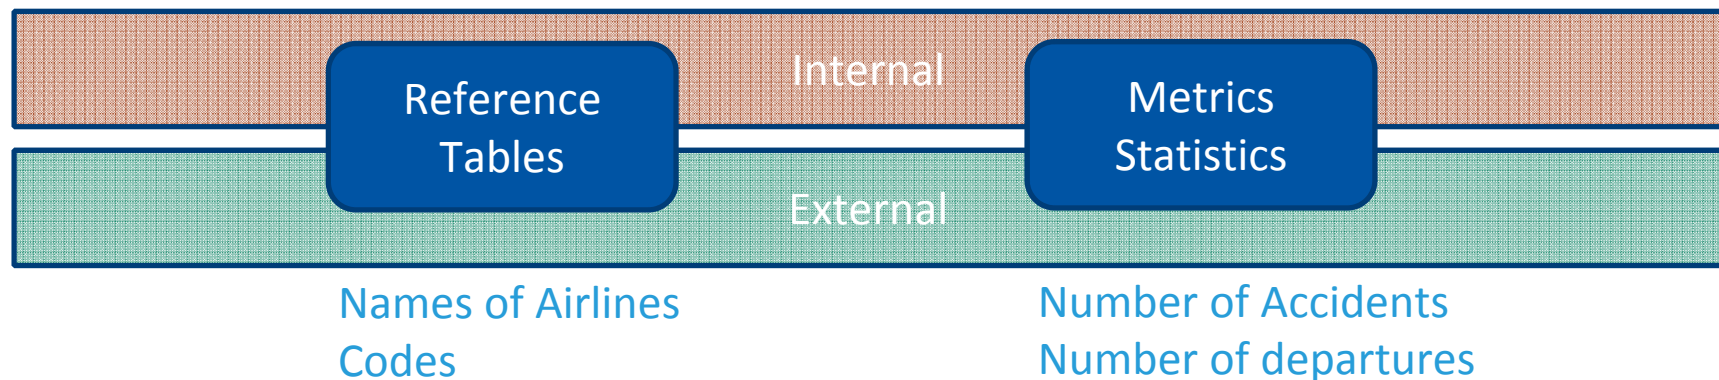 Internal
Reference
Tables
Metrics
Statistics
External
Names of Airlines
Codes
Number of Accidents
Number of departures